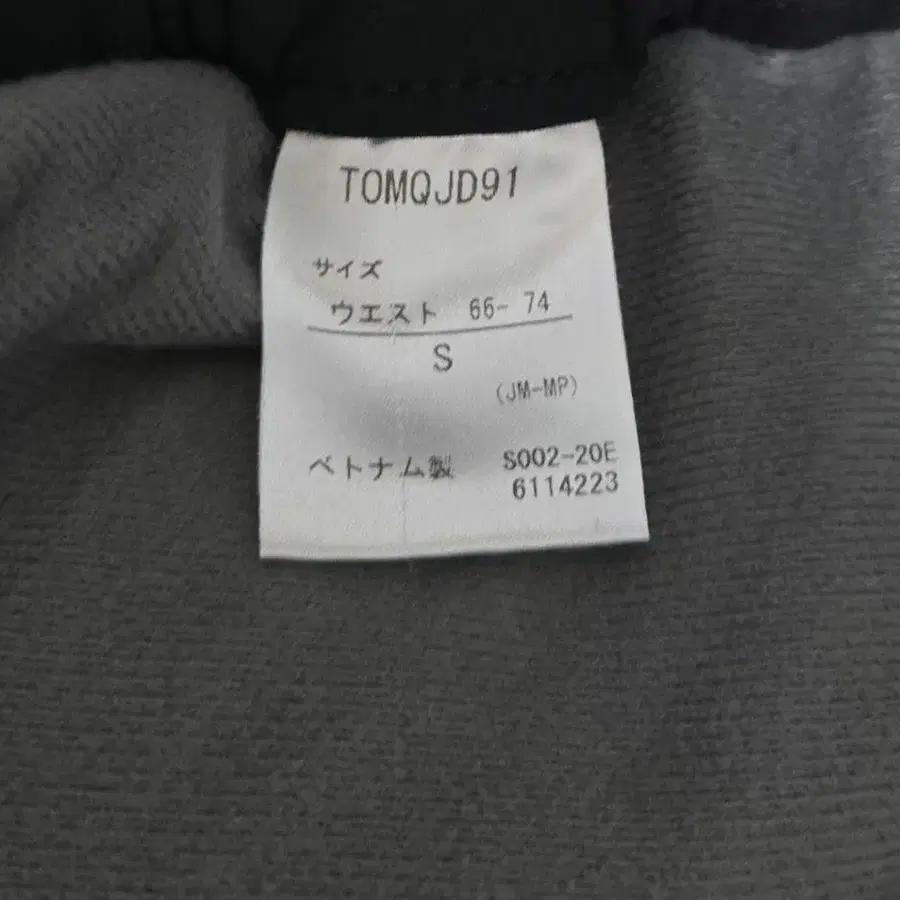 TOMQJD91
サイズ
ウエスト 66- 74
S
(JM-MP)
ベトナム製 S002-20E
6114223